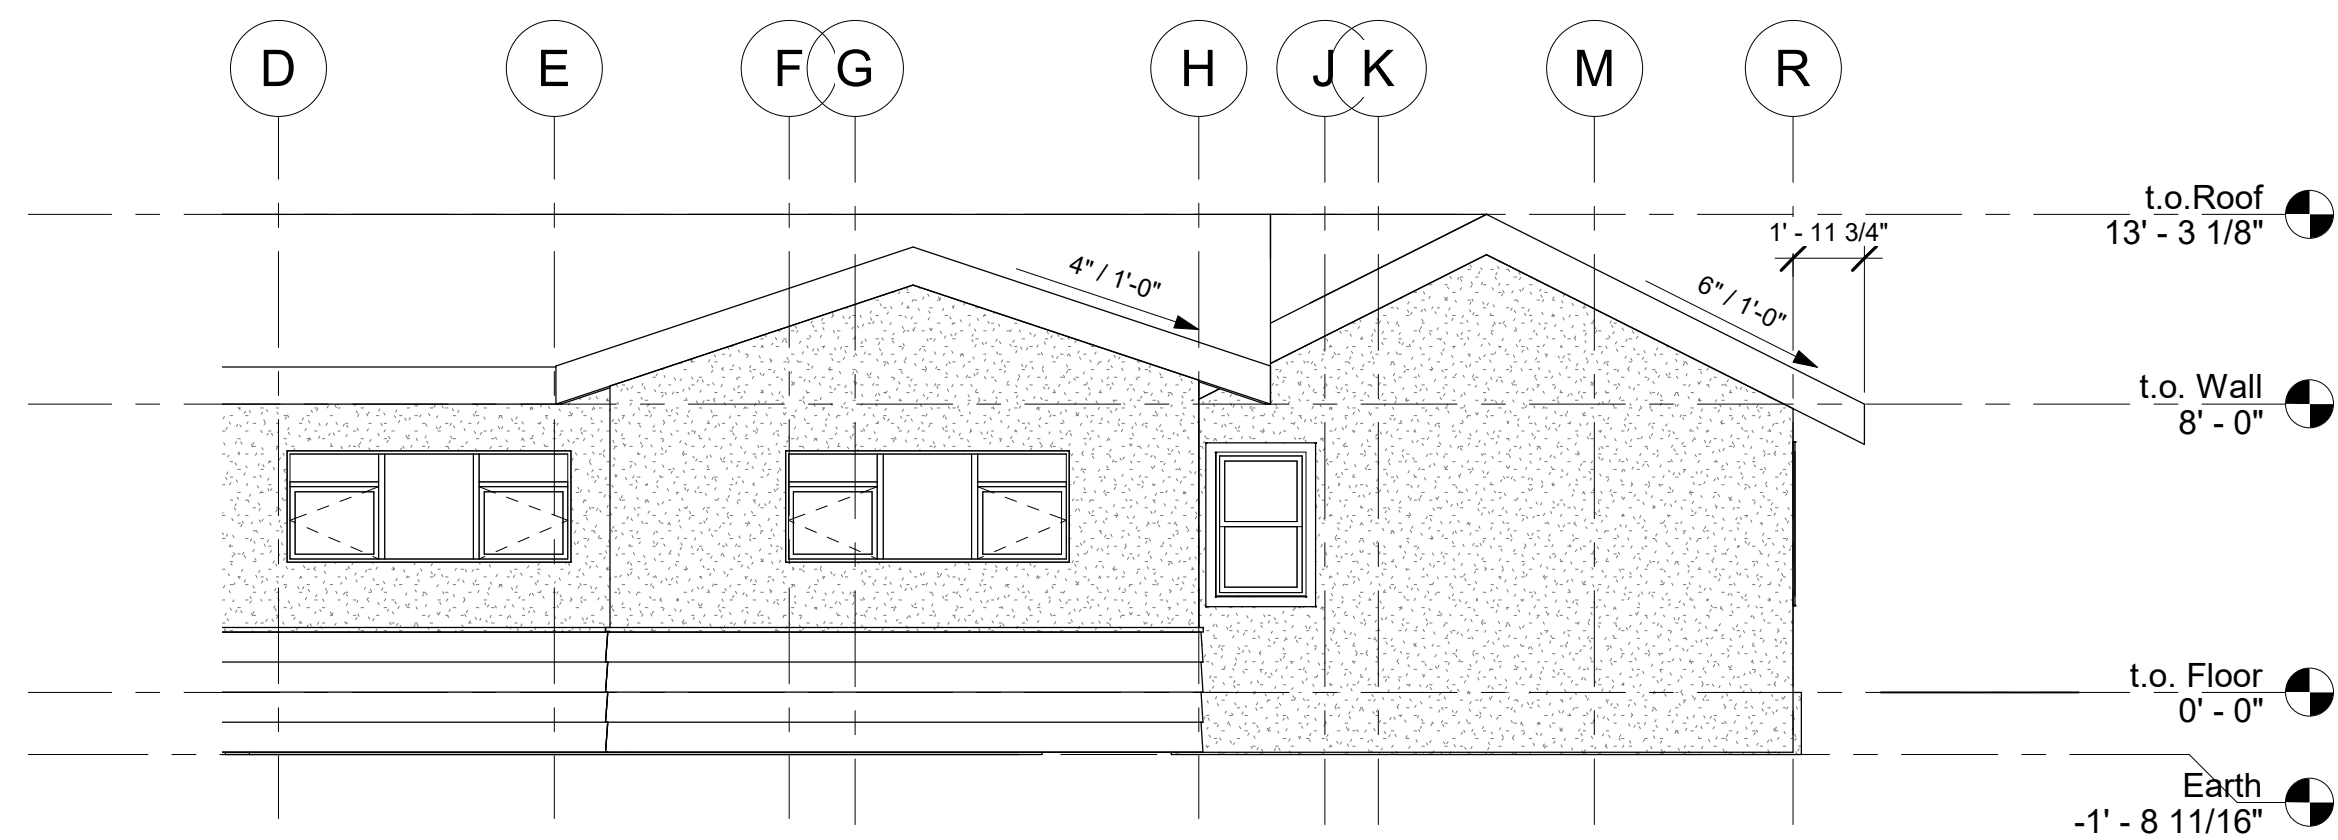 D E F G H J K M R
t.o.Roof
13' - 3 1/8"
1' - 11 3/4"
4" / 1'-0"
6" / 1'-0"
t.o. Wall
8' - 0"
t.o. Floor
0' - 0"
Earth
-1' - 8 11/16"